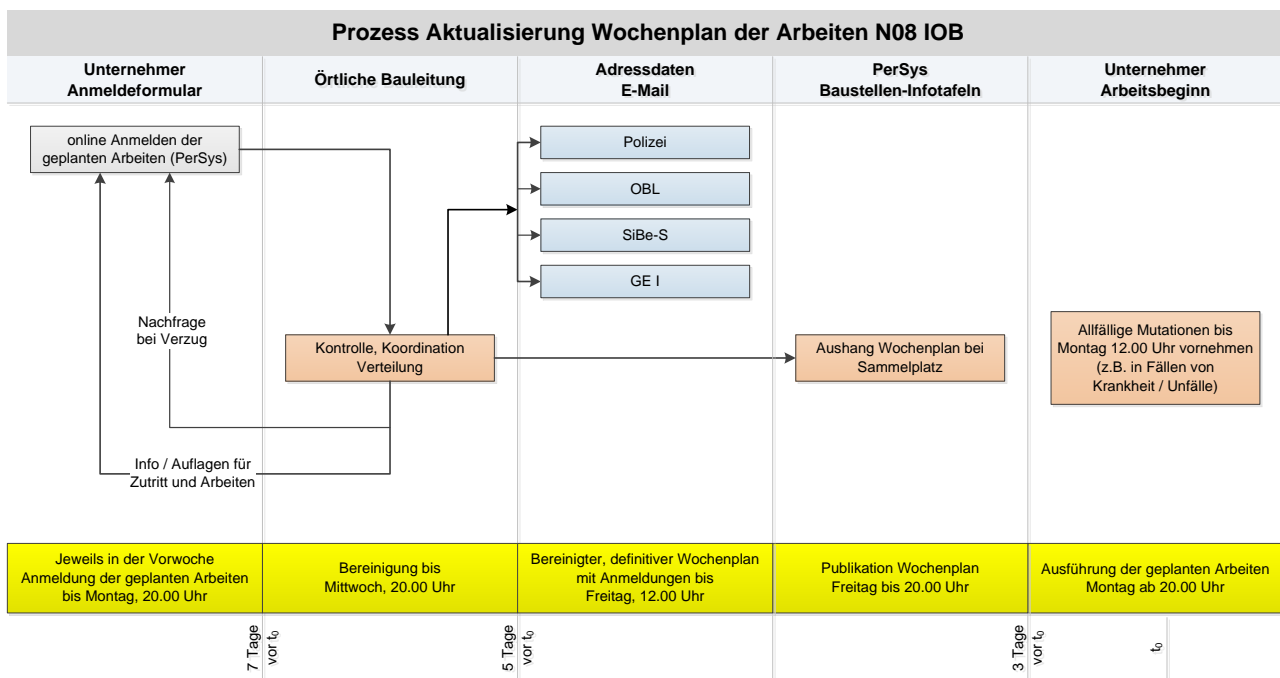 Prozess Aktualisierung Wochenplan der Arbeiten N08 IOB
Unternehmer
Anmeldeformular
Örtliche Bauleitung
Adressdaten
E-Mail
PerSys
Baustellen-Infotafeln
Unternehmer
Arbeitsbeginn
online Anmelden der
geplanten Arbeiten (PerSys)
Polizei
OBL
SiBe-S
GE I
Nachfrage
bei Verzug
Kontrolle, Koordination
Verteilung
Aushang Wochenplan bei
Sammelplatz
Allfällige Mutationen bis
Montag 12.00 Uhr vornehmen
(z.B. in Fällen von
Krankheit / Unfälle)
Info / Auflagen für
Zutritt und Arbeiten
Jeweils in der Vorwoche
Anmeldung der geplanten Arbeiten
bis Montag, 20.00 Uhr
Bereinigung bis
Mittwoch, 20.00 Uhr
Bereinigter, definitiver Wochenplan
mit Anmeldungen bis
Freitag, 12.00 Uhr
Publikation Wochenplan
Freitag bis 20.00 Uhr
Ausführung der geplanten Arbeiten
Montag ab 20.00 Uhr
7 Tage
vor t₀
5 Tage
vor t₀
3 Tage
vor t₀
t₀